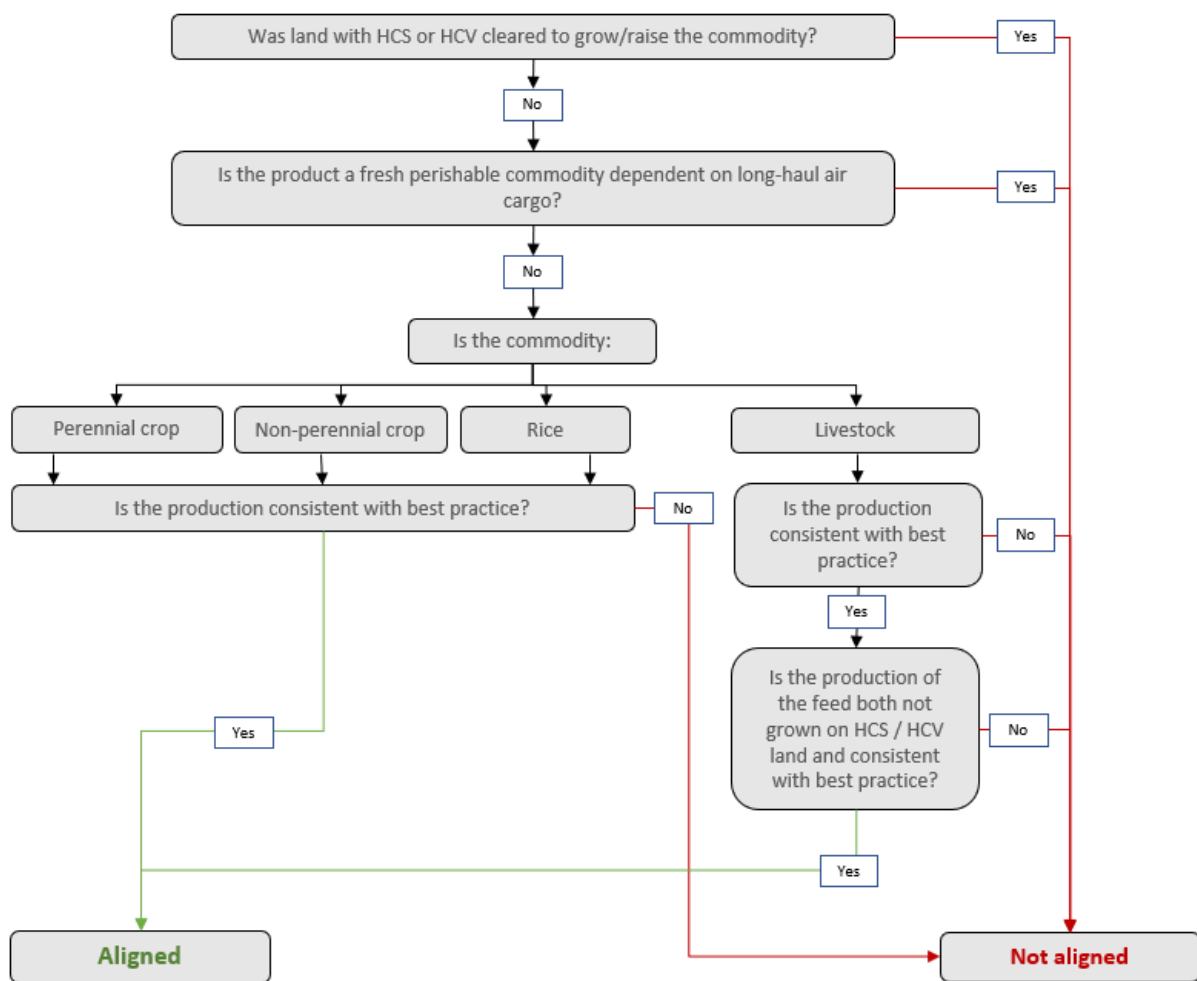 Was land with HCS or HCV cleared to grow/raise the commodity?
Yes
No
Is the product a fresh perishable commodity dependent on long-haul air
cargo?
Yes
No
Is the commodity:
Perennial crop
Non-perennial crop
Rice
Livestock
Is the production consistent with best practice?
No
Is the production
consistent with best
practice?
No
Yes
Is the production of
the feed both not
grown on HCS / HCV
land and consistent
with best practice?
No
Yes
Yes
Aligned
Not aligned